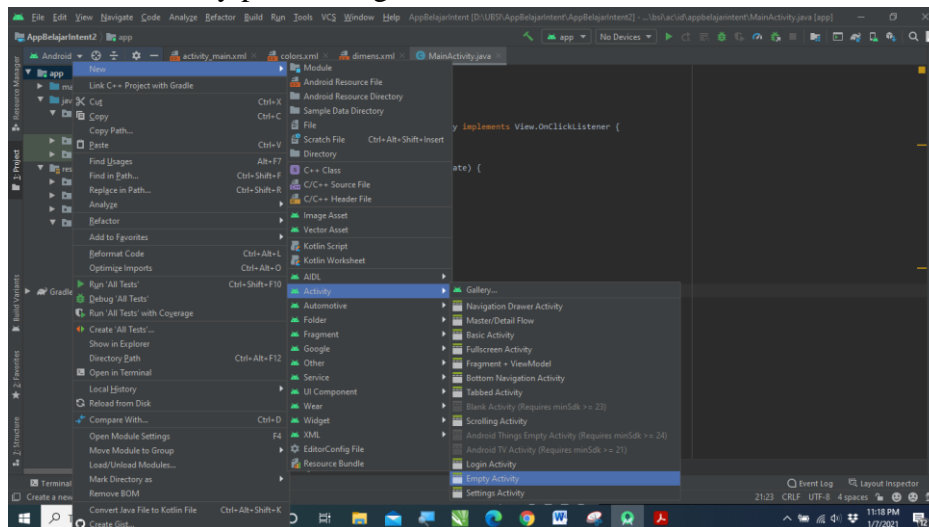 File Edit View Navigate Code Analyze Refactor Build Run Tools VCS Window Help AppBelajarIntent [D:\UBSI\AppBelajarIntent\AppBelajarIntent2] - ...\bsi\ac\id\appbelajarintent\MainActivity.java [app]
AppBelajarIntent2 app
app No Devices
Android activity_main.xml colors.xml dimens.xml MainActivity.java
Resource Manager
1: Project
Build Variants
2: Favorites
7: Structure
app
ma
jav
res
Gradle
New
Link C++ Project with Gradle
Cut Ctrl+X
Copy Ctrl+C
Copy Path...
Paste Ctrl+V
Find Usages Alt+F7
Find in Path... Ctrl+Shift+F
Replace in Path... Ctrl+Shift+R
Analyze
Refactor
Add to Favorites
Reformat Code Ctrl+Alt+L
Optimize Imports Ctrl+Alt+O
Run 'All Tests' Ctrl+Shift+F10
Debug 'All Tests'
Run 'All Tests' with Coverage
Create 'All Tests'...
Show in Explorer
Directory Path Ctrl+Alt+F12
Open in Terminal
Local History
Reload from Disk
Compare With... Ctrl+D
Open Module Settings F4
Move Module to Group
Load/Unload Modules...
Mark Directory as
Remove BOM
Convert Java File to Kotlin File Ctrl+Alt+Shift+K
Create Gist...
Module
Android Resource File
Android Resource Directory
Sample Data Directory
File
Scratch File Ctrl+Alt+Shift+Insert
Directory
C++ Class
C/C++ Source File
C/C++ Header File
Image Asset
Vector Asset
Kotlin Script
Kotlin Worksheet
AIDL
Activity
Automotive
Folder
Fragment
Google
Other
Service
UI Component
Wear
Widget
XML
EditorConfig File
Resource Bundle
y implements View.OnClickListener {
ate) {
Gallery...
Navigation Drawer Activity
Master/Detail Flow
Basic Activity
Fullscreen Activity
Fragment + ViewModel
Bottom Navigation Activity
Tabbed Activity
Blank Activity (Requires minSdk >= 23)
Scrolling Activity
Android Things Empty Activity (Requires minSdk >= 24)
Android TV Activity (Requires minSdk >= 21)
Login Activity
Empty Activity
Settings Activity
Terminal
Event Log Layout Inspector
Create a new
21:23 CRLF UTF-8 4 spaces
11:18 PM
1/7/2021